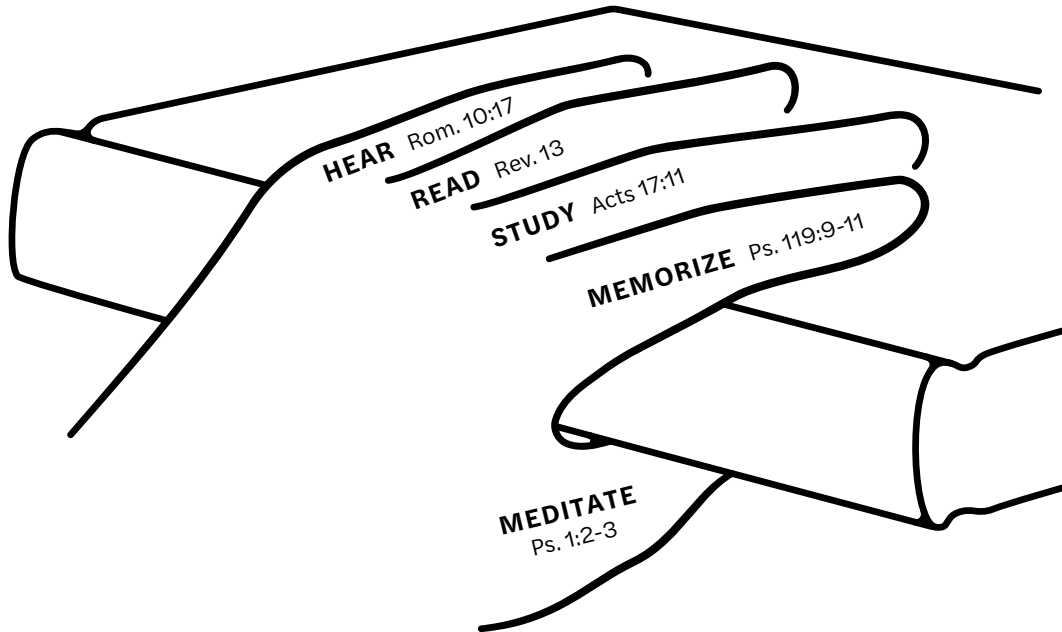 HEAR Rom. 10:17
READ Rev. 13
STUDY Acts 17:11
MEMORIZE Ps. 119:9-11
MEDITATE
Ps. 1:2-3